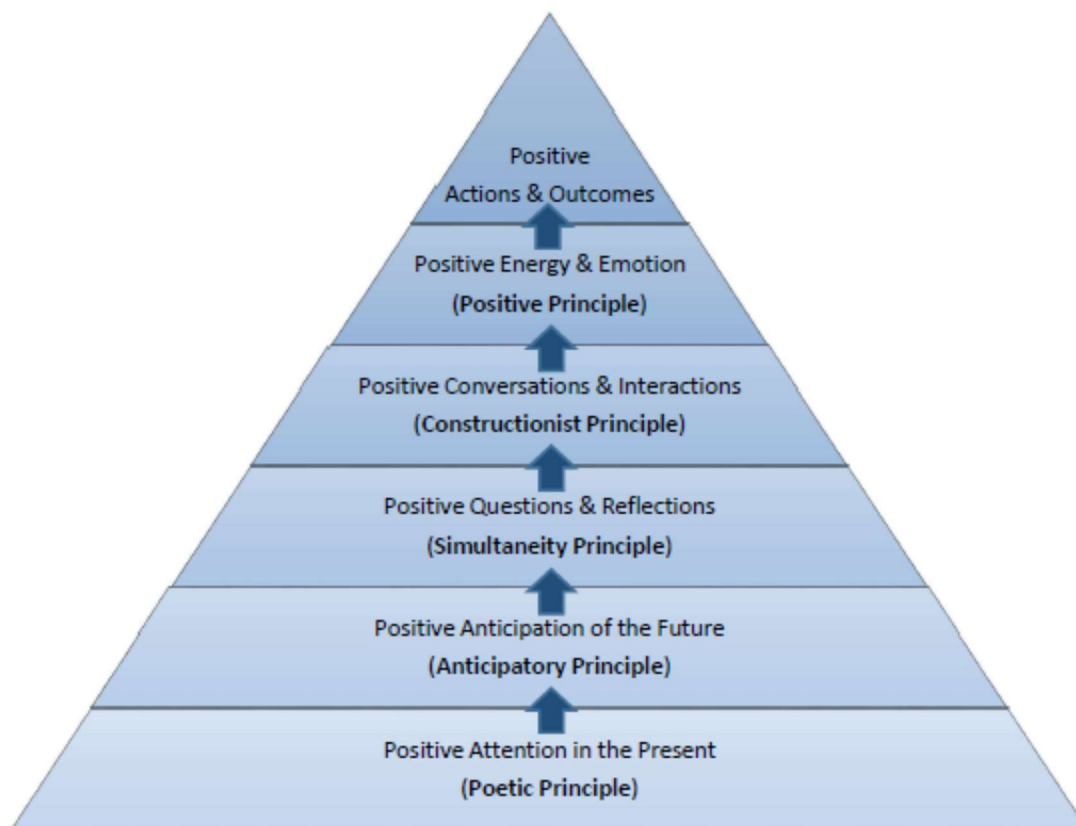 Positive
Actions & Outcomes
Positive Energy & Emotion
(Positive Principle)
Positive Conversations & Interactions
(Constructionist Principle)
Positive Questions & Reflections
(Simultaneity Principle)
Positive Anticipation of the Future
(Anticipatory Principle)
Positive Attention in the Present
(Poetic Principle)